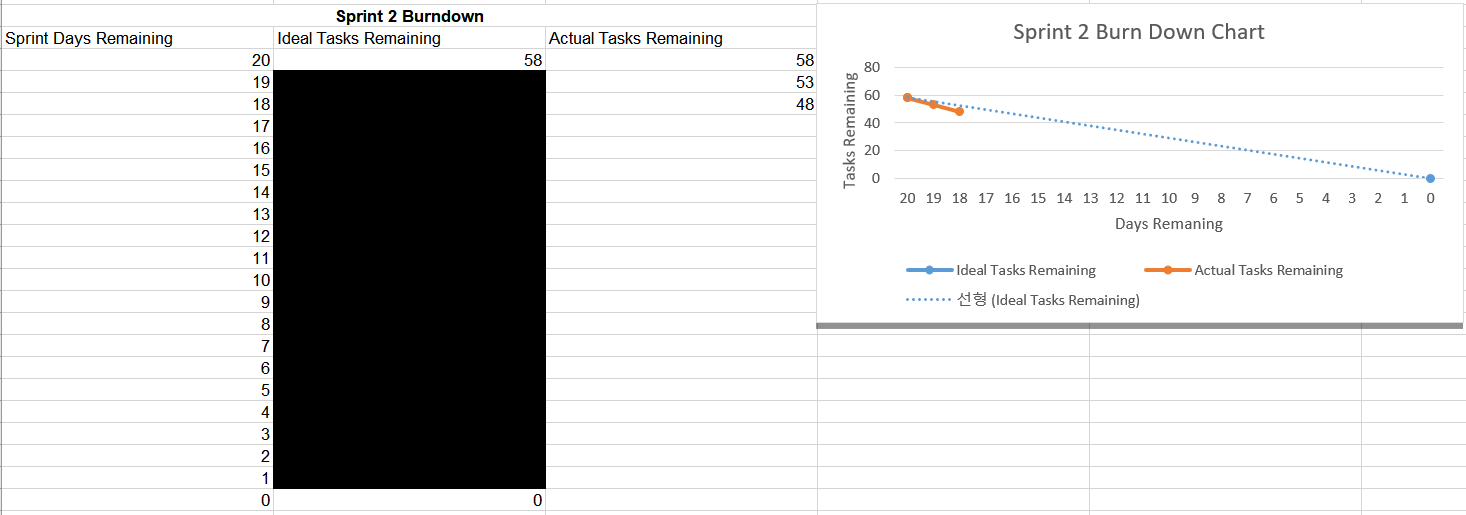 Sprint 2 Burndown
Sprint Days Remaining Ideal Tasks Remaining Actual Tasks Remaining
20 58 58
19 53
18 48
17
16
15
14
13
12
11
10
9
8
7
6
5
4
3
2
1
0 0
Sprint 2 Burn Down Chart
Tasks Remaining
80
60
40
20
0
20 19 18 17 16 15 14 13 12 11 10 9 8 7 6 5 4 3 2 1 0
Days Remaning
Ideal Tasks Remaining Actual Tasks Remaining
선형 (Ideal Tasks Remaining)